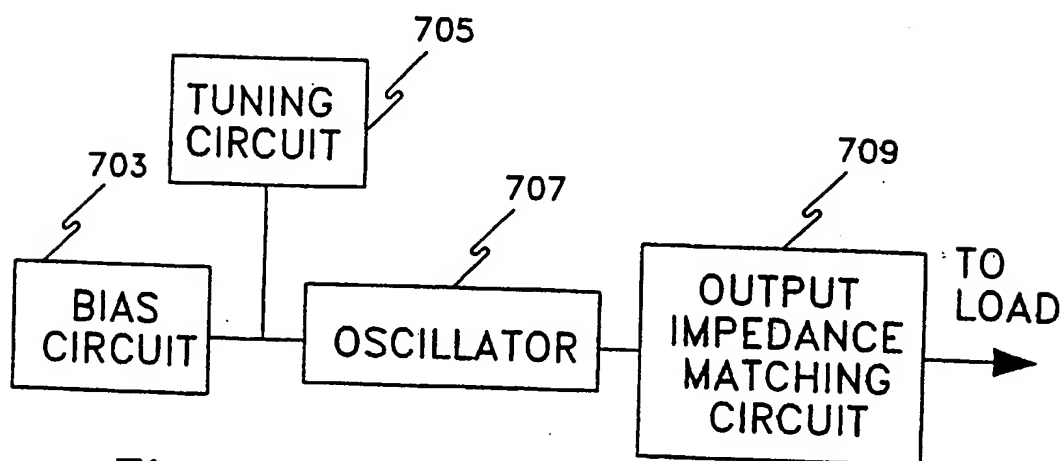 705
TUNING
CIRCUIT
703
707
709
BIAS
CIRCUIT
OSCILLATOR
OUTPUT
IMPEDANCE
MATCHING
CIRCUIT
TO
LOAD